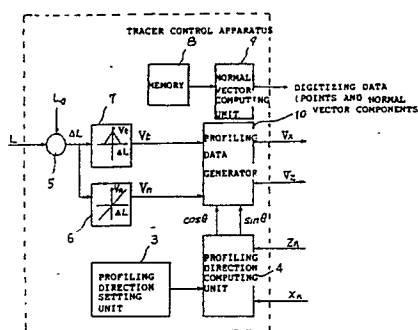 TRACER CONTROL APPARATUS
8
9
MEMORY
NORMAL
VECTOR
COMPUTING
UNIT
DIGITIZING DATA
(POINTS AND NORMAL
VECTOR COMPONENTS
10
7
L₀
L
ΔL
5
Vt
ΔL
Vt
PROFILING
DATA
GENERATOR
Vx
Vz
Vn
ΔL
Vn
6
cosθ
sinθ
3
PROFILING
DIRECTION
SETTING
UNIT
PROFILING
DIRECTION
COMPUTING
UNIT
4
Zn
Xn